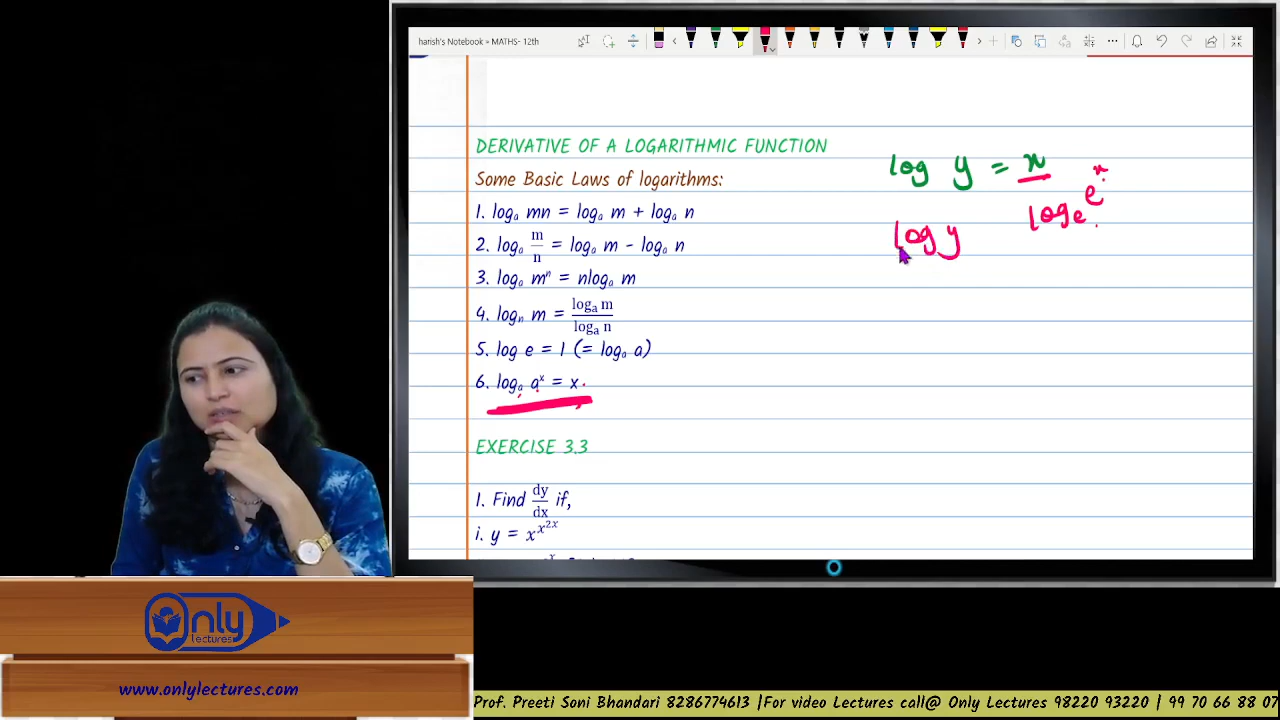 harish's Notebook » MATHS- 12th
DERIVATIVE OF A LOGARITHMIC FUNCTION
Some Basic Laws of logarithms:
1. logₐ mn = logₐ m + logₐ n
2. logₐ m/n = logₐ m - logₐ n
3. logₐ mⁿ = nlogₐ m
4. logₙ m = logₐ m / logₐ n
5. log e = 1 (= logₐ a)
6. logₐ aˣ = x
EXERCISE 3.3
1. Find dy/dx if,
i. y = x^x^2x
log y = x
log y logₑ eˣ
Only
lectures
www.onlylectures.com
Prof. Preeti Soni Bhandari 8286774613 |For video Lectures call@ Only Lectures 98220 93220 | 99 70 66 88 07